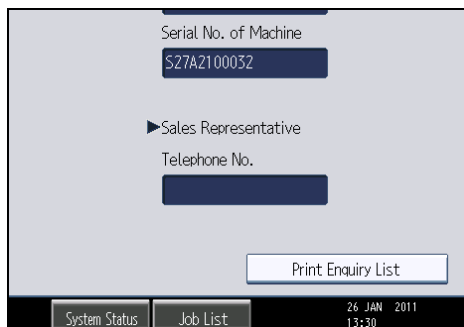 Serial No. of Machine
S27A2100032
▶Sales Representative
Telephone No.
Print Enquiry List
System Status Job List 26 JAN 2011
13:30